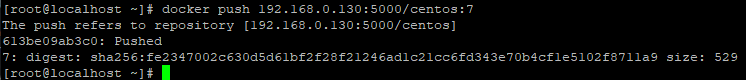 [root@localhost ~]# docker push 192.168.0.130:5000/centos:7
The push refers to repository [192.168.0.130:5000/centos]
613be09ab3c0: Pushed
7: digest: sha256:fe2347002c630d5d61bf2f28f21246ad1c21cc6fd343e70b4cf1e5102f8711a9 size: 529
[root@localhost ~]#